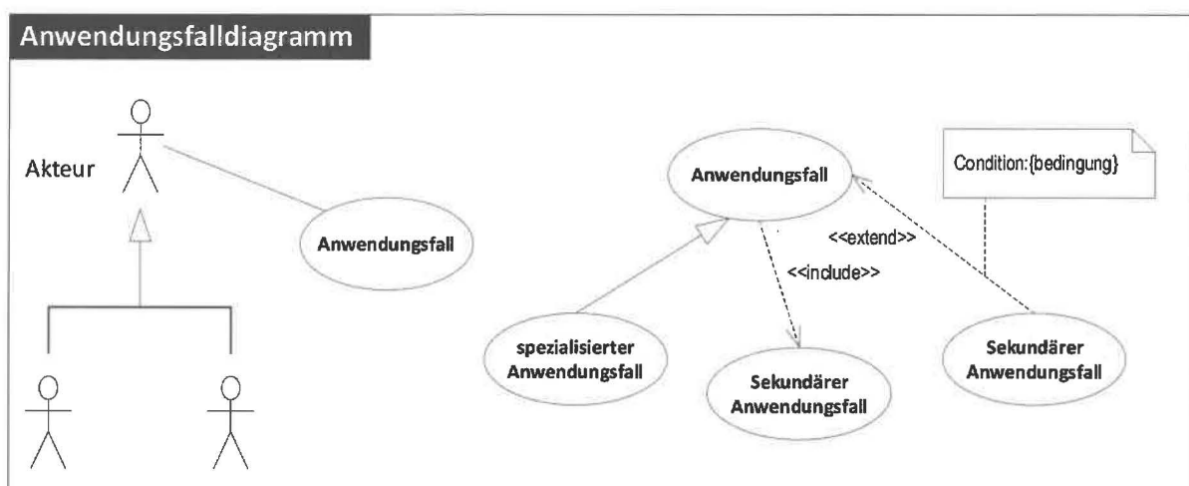 Anwendungsfalldiagramm
Akteur
Anwendungsfall
Anwendungsfall
Condition:{bedingung}
<<extend>>
<<include>>
spezialisierter
Anwendungsfall
Sekundärer
Anwendungsfall
Sekundärer
Anwendungsfall